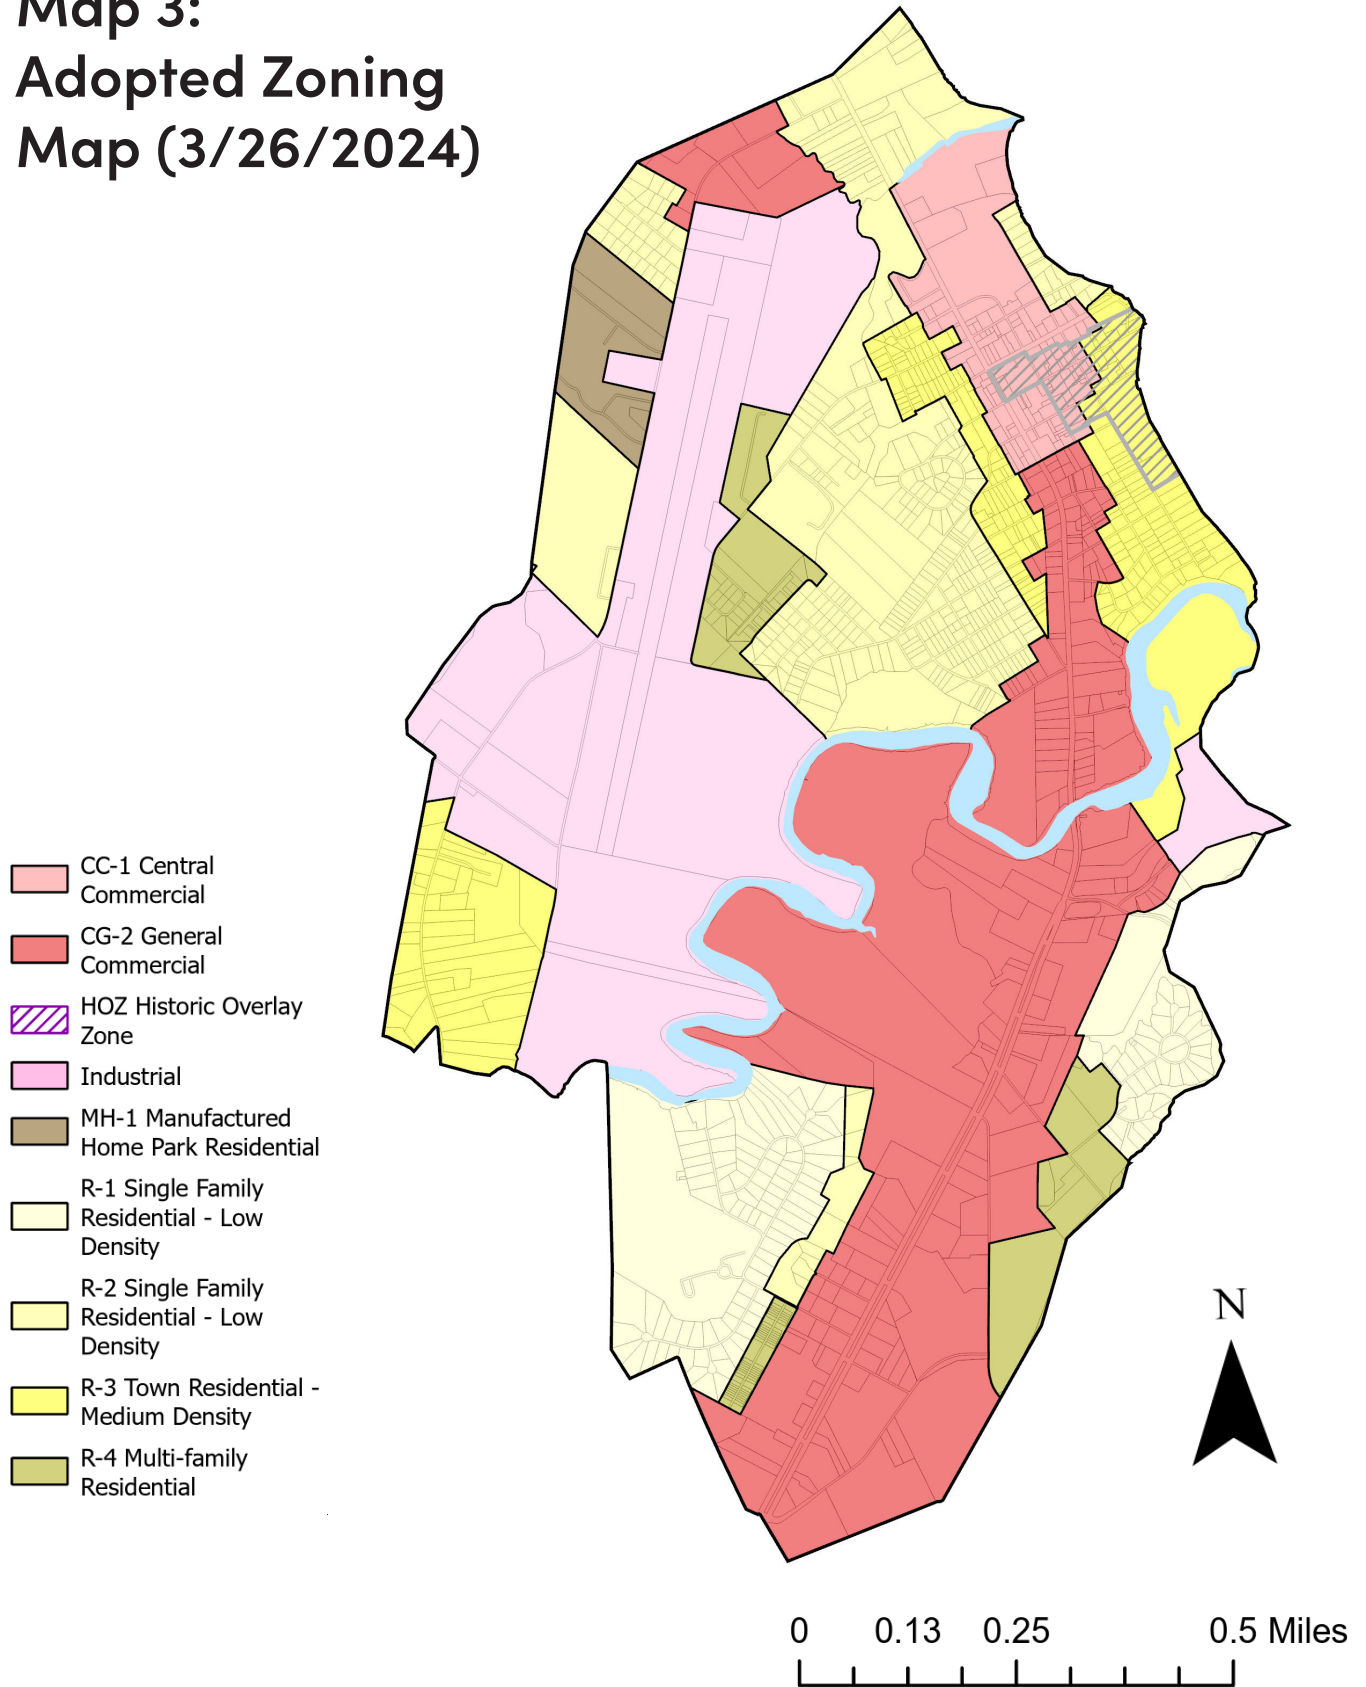 Map 3:
Adopted Zoning
Map (3/26/2024)
CC-1 Central
Commercial
CG-2 General
Commercial
HOZ Historic Overlay
Zone
Industrial
MH-1 Manufactured
Home Park Residential
R-1 Single Family
Residential - Low
Density
R-2 Single Family
Residential - Low
Density
R-3 Town Residential -
Medium Density
R-4 Multi-family
Residential
N
0 0.13 0.25 0.5 Miles